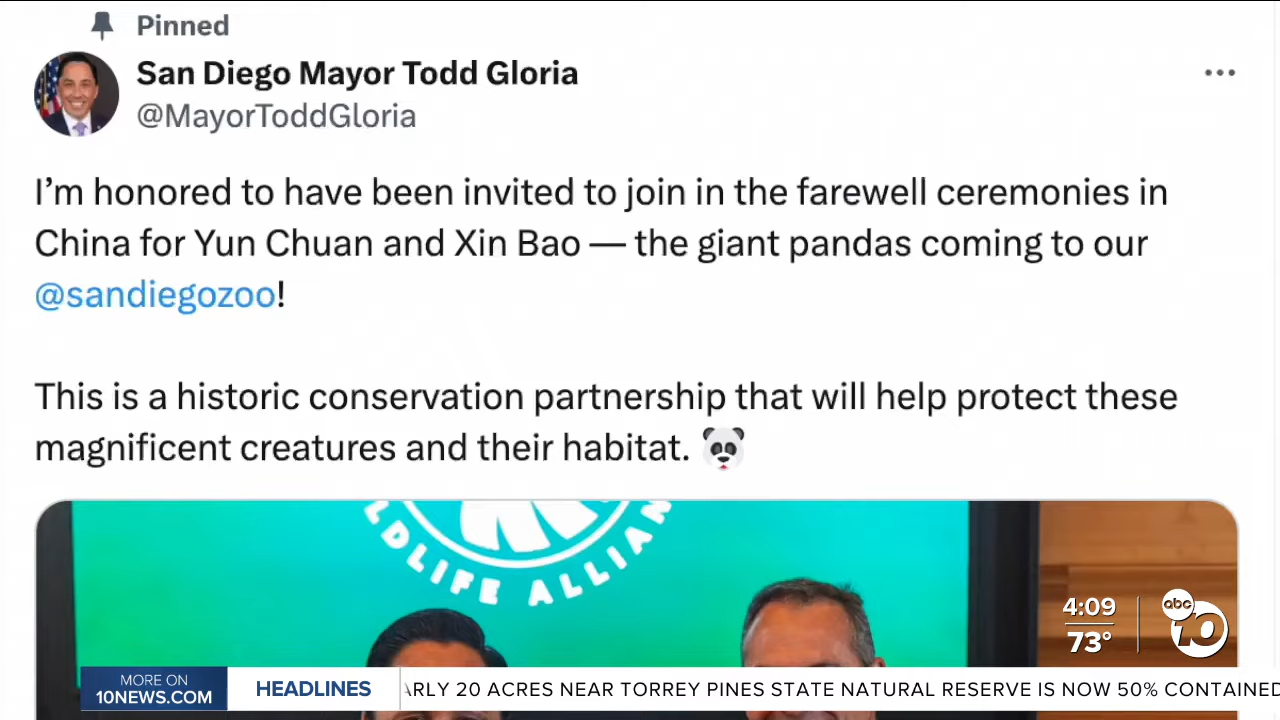 Pinned
San Diego Mayor Todd Gloria
@MayorToddGloria
I’m honored to have been invited to join in the farewell ceremonies in
China for Yun Chuan and Xin Bao — the giant pandas coming to our
@sandiegozoo!
This is a historic conservation partnership that will help protect these
magnificent creatures and their habitat. 🐼
LDLIFE ALLIAN
4:09
73°
abc
10
MORE ON
10NEWS.COM
HEADLINES
ARLY 20 ACRES NEAR TORREY PINES STATE NATURAL RESERVE IS NOW 50% CONTAINED